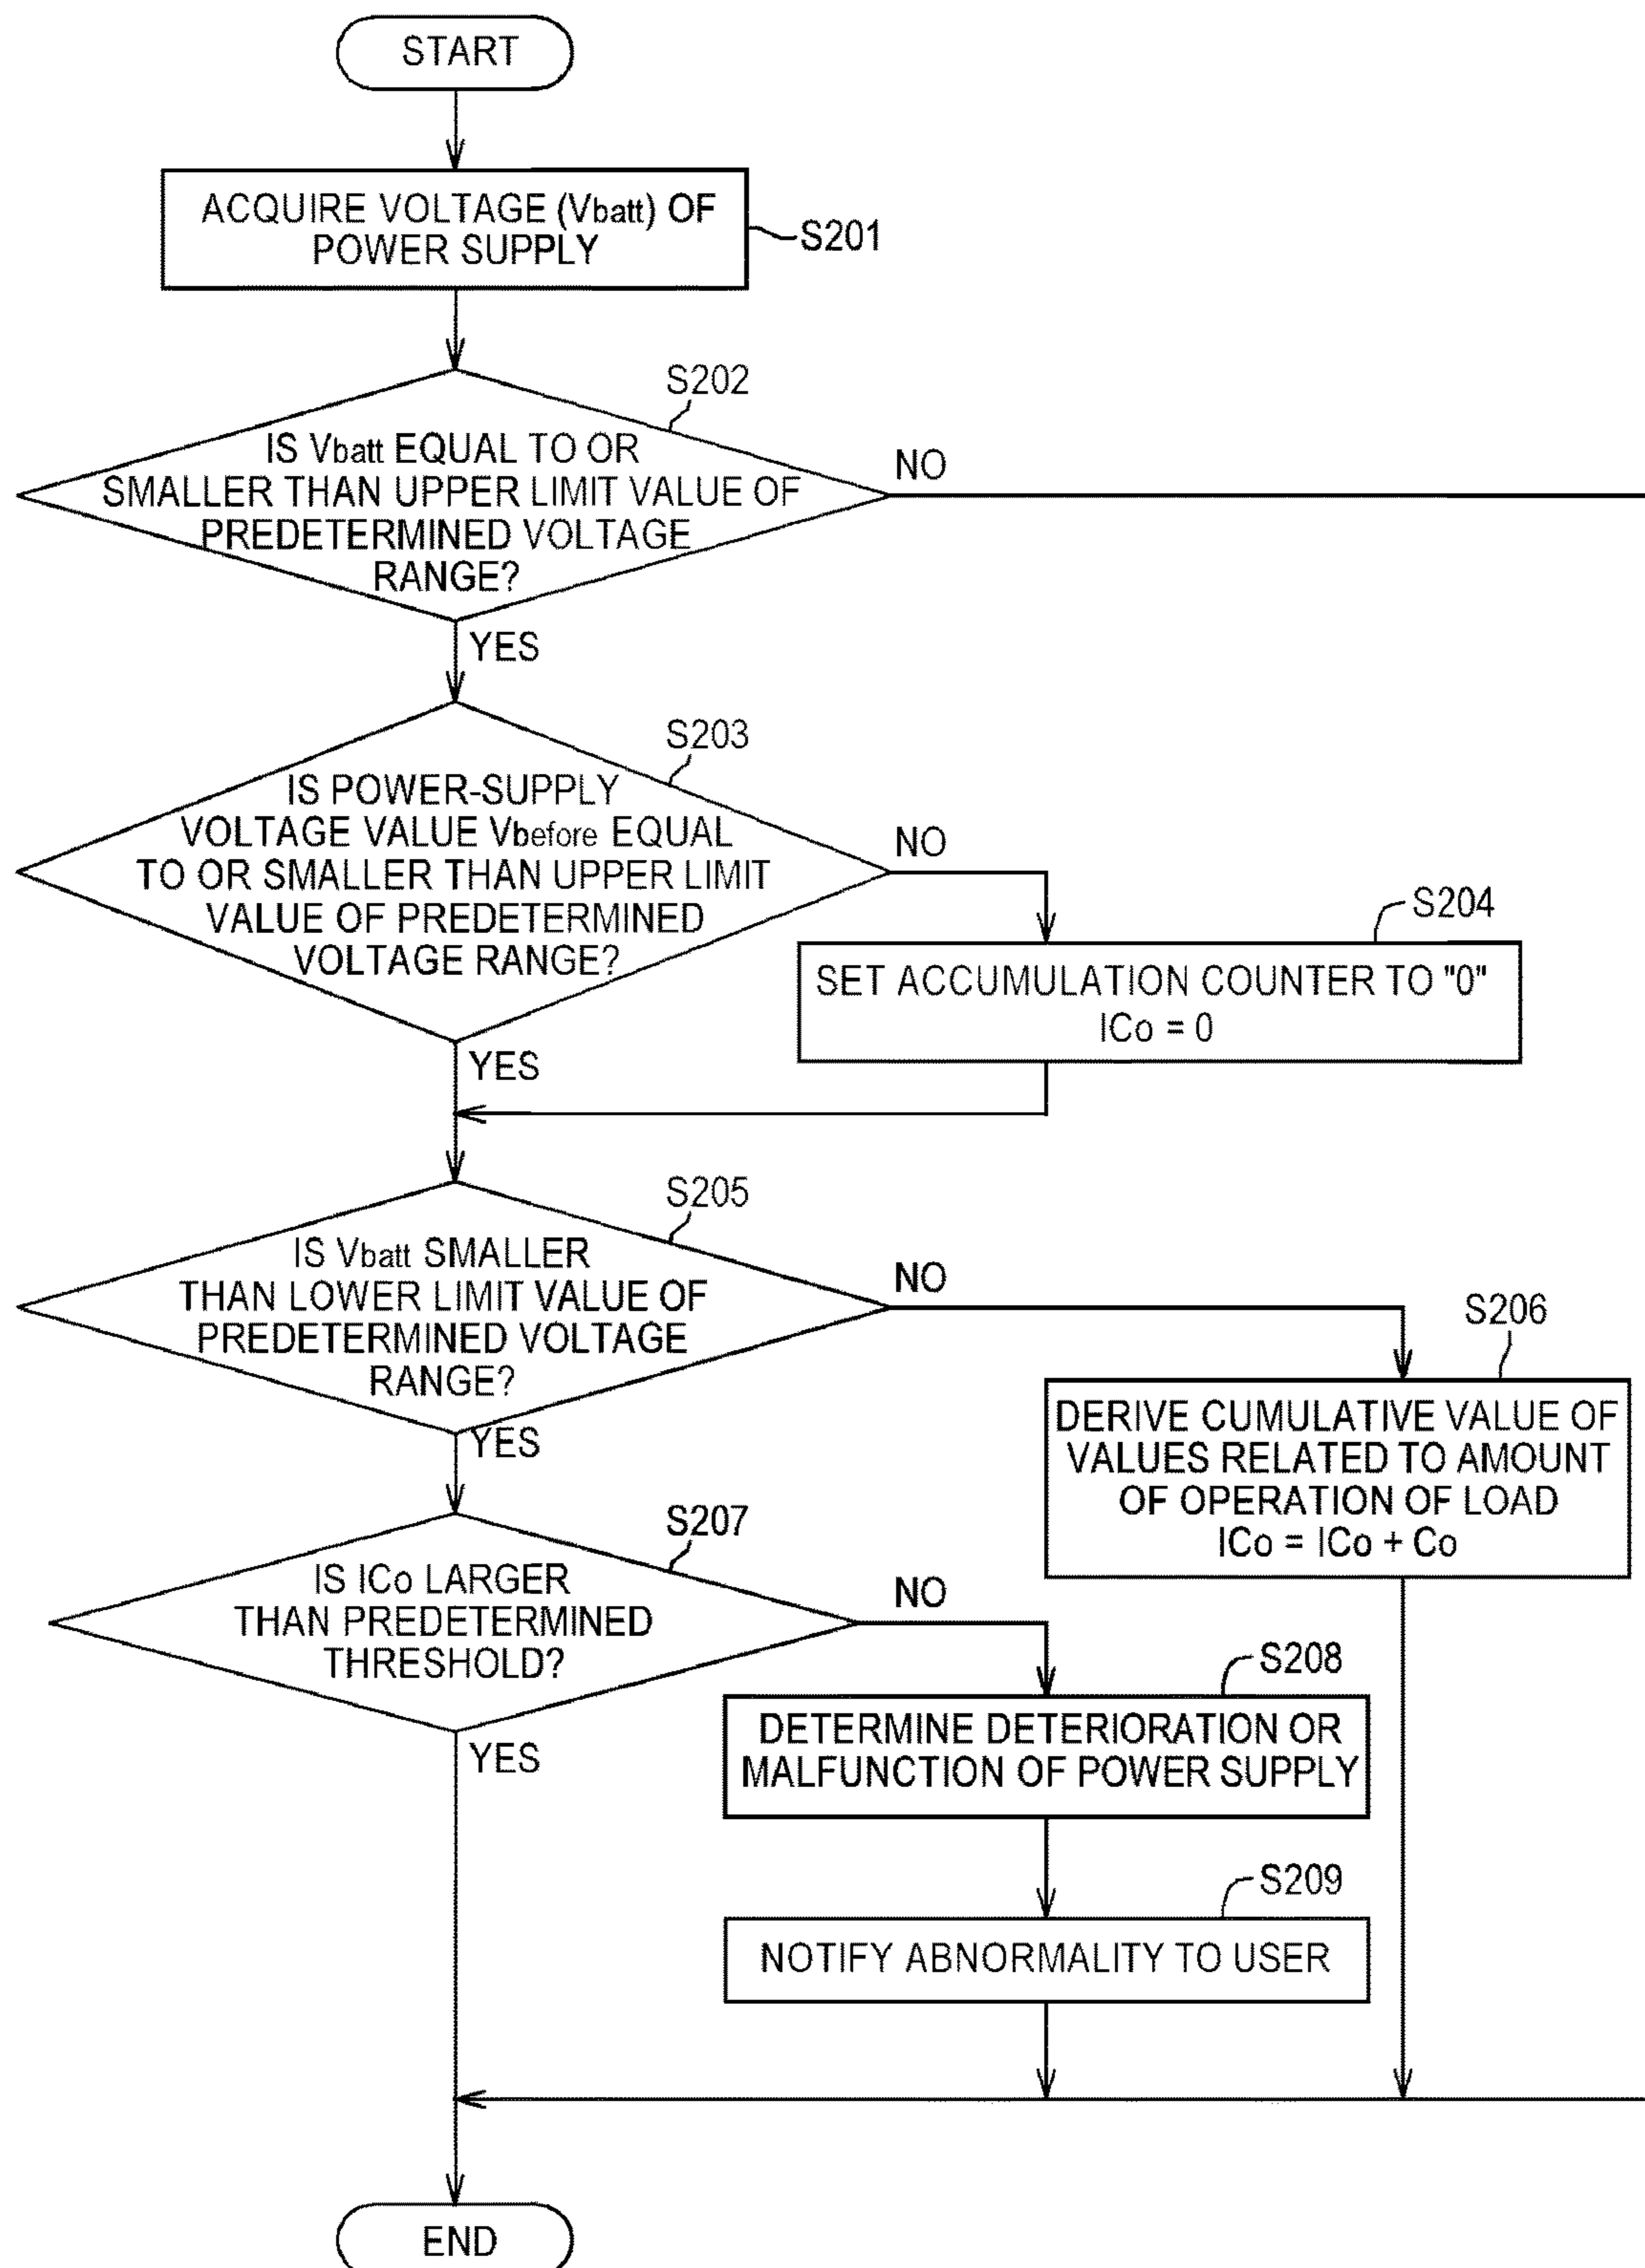 START
ACQUIRE VOLTAGE (Vbatt) OF
POWER SUPPLY
S201
S202
IS Vbatt EQUAL TO OR
SMALLER THAN UPPER LIMIT VALUE OF
PREDETERMINED VOLTAGE
RANGE?
NO
YES
S203
IS POWER-SUPPLY
VOLTAGE VALUE Vbefore EQUAL
TO OR SMALLER THAN UPPER LIMIT
VALUE OF PREDETERMINED
VOLTAGE RANGE?
NO
YES
S204
SET ACCUMULATION COUNTER TO "0"
ICo = 0
S205
IS Vbatt SMALLER
THAN LOWER LIMIT VALUE OF
PREDETERMINED VOLTAGE
RANGE?
NO
YES
S206
DERIVE CUMULATIVE VALUE OF
VALUES RELATED TO AMOUNT
OF OPERATION OF LOAD
ICo = ICo + Co
S207
IS ICo LARGER
THAN PREDETERMINED
THRESHOLD?
NO
YES
S208
DETERMINE DETERIORATION OR
MALFUNCTION OF POWER SUPPLY
S209
NOTIFY ABNORMALITY TO USER
END